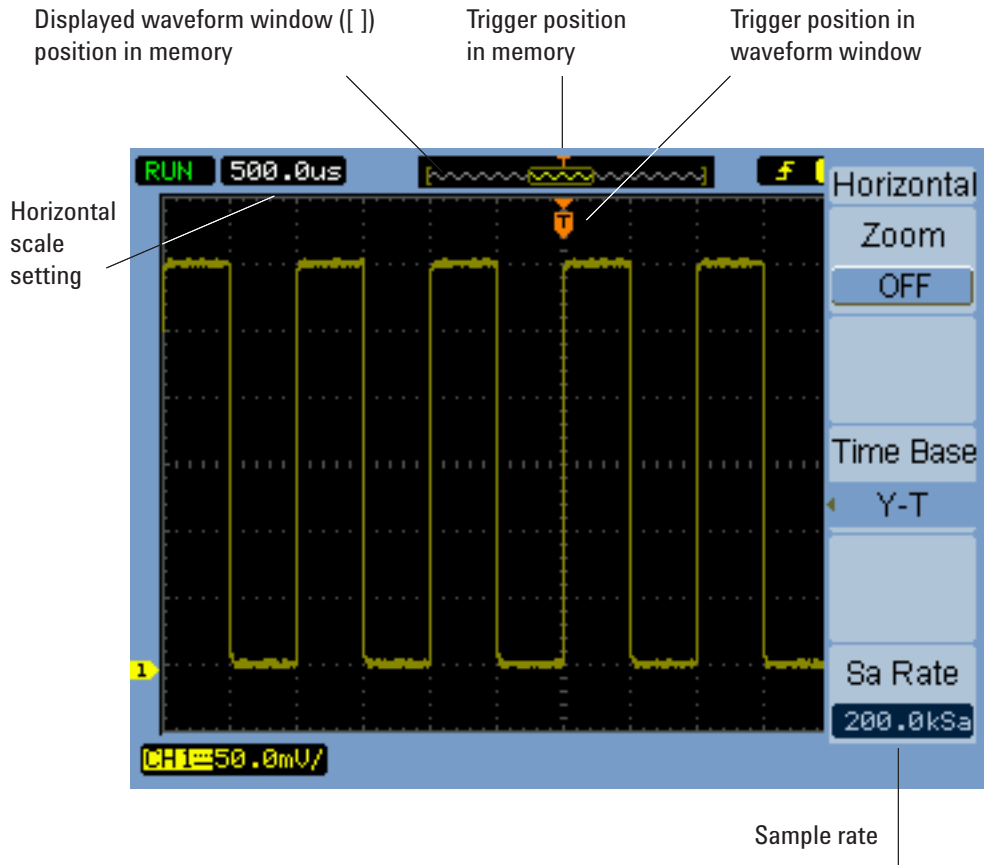 Displayed waveform window ([ ])
position in memory
Trigger position
in memory
Trigger position in
waveform window
RUN
500.0us
T
Horizontal
scale
setting
T
Horizontal
Zoom
OFF
Time Base
Y-T
1
Sa Rate
200.0kSa
CH1 50.0mV/
Sample rate